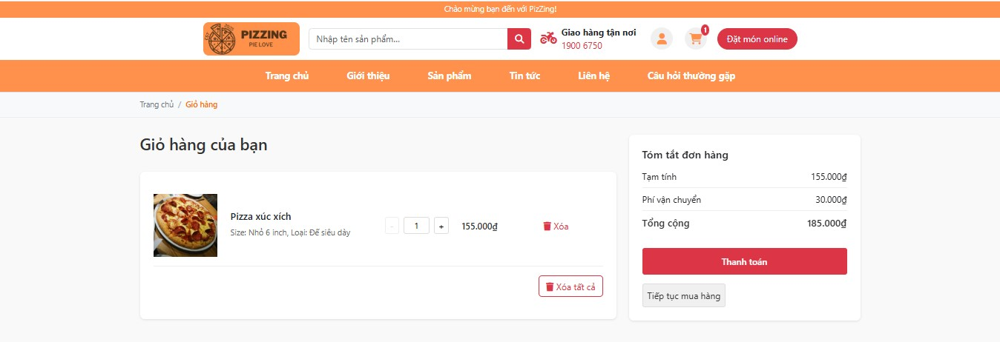 Chào mừng bạn đến với PizZing!
EST 2025
PIZZING
PIE LOVE
Nhập tên sản phẩm...
Giao hàng tận nơi
1900 6750
1
Đặt món online
Trang chủ
Giới thiệu
Sản phẩm
Tin tức
Liên hệ
Câu hỏi thường gặp
Trang chủ / Giỏ hàng
Giỏ hàng của bạn
Pizza xúc xích
Size: Nhỏ 6 inch, Loại: Đế siêu dày
- 1 +
155.000₫
Xóa
Xóa tất cả
Tóm tắt đơn hàng
Tạm tính 155.000₫
Phí vận chuyển 30.000₫
Tổng cộng 185.000₫
Thanh toán
Tiếp tục mua hàng